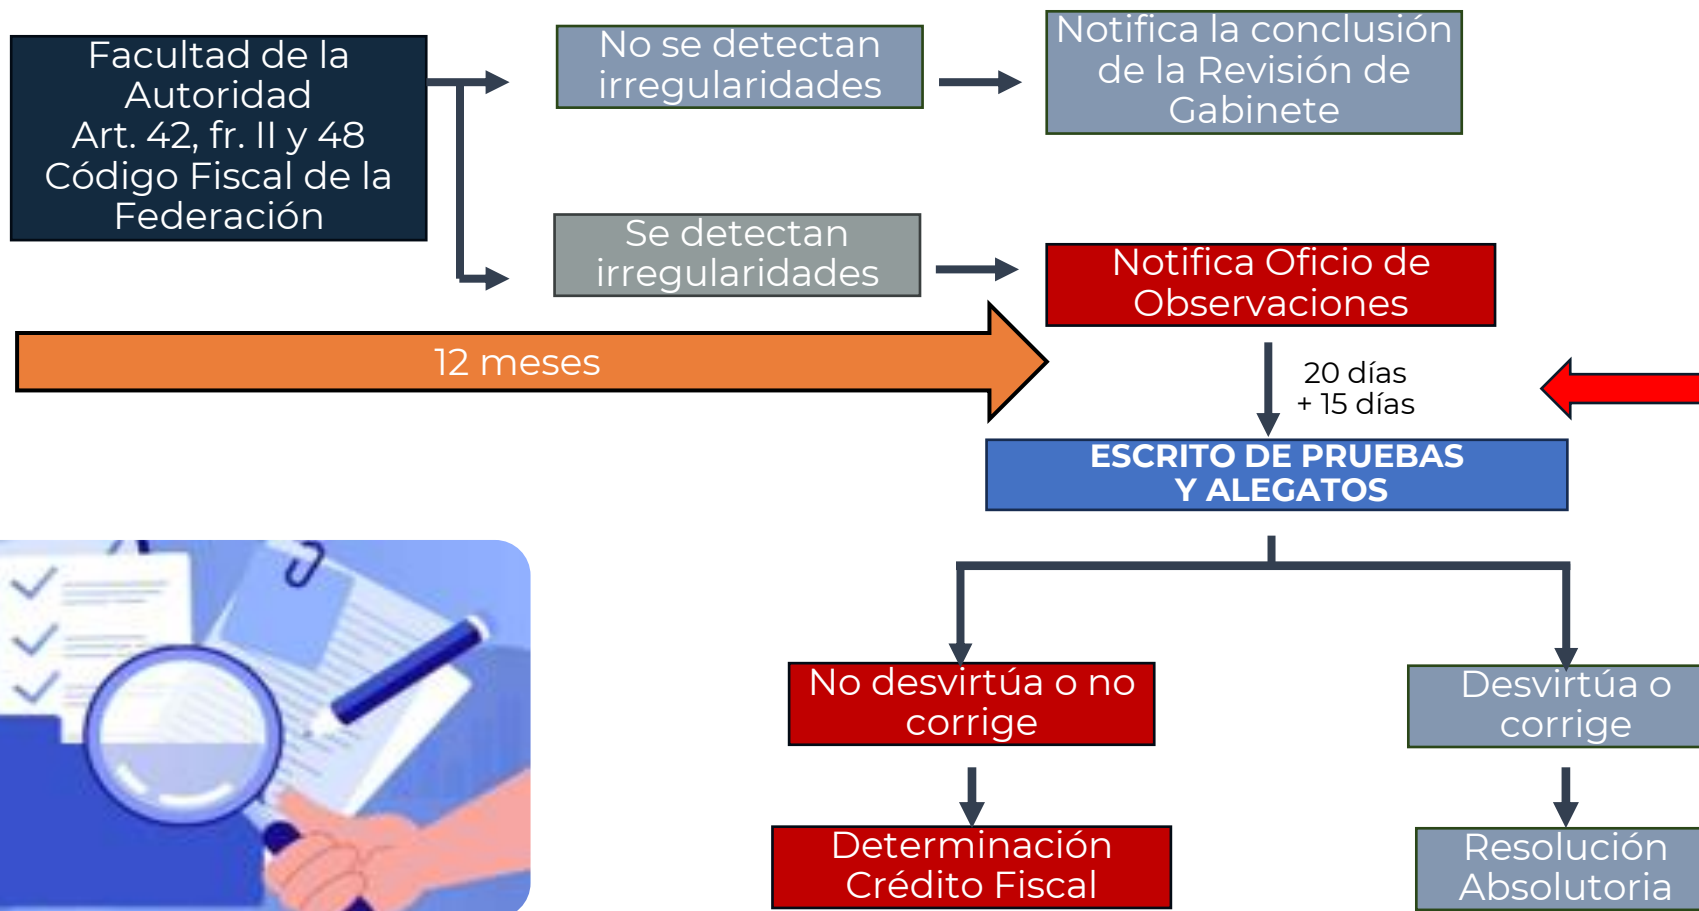 Facultad de la
Autoridad
Art. 42, fr. II y 48
Código Fiscal de la
Federación
No se detectan
irregularidades
Notifica la conclusión
de la Revisión de
Gabinete
Se detectan
irregularidades
Notifica Oficio de
Observaciones
12 meses
20 días
+ 15 días
ESCRITO DE PRUEBAS
Y ALEGATOS
No desvirtúa o no
corrige
Desvirtúa o
corrige
Determinación
Crédito Fiscal
Resolución
Absolutoria